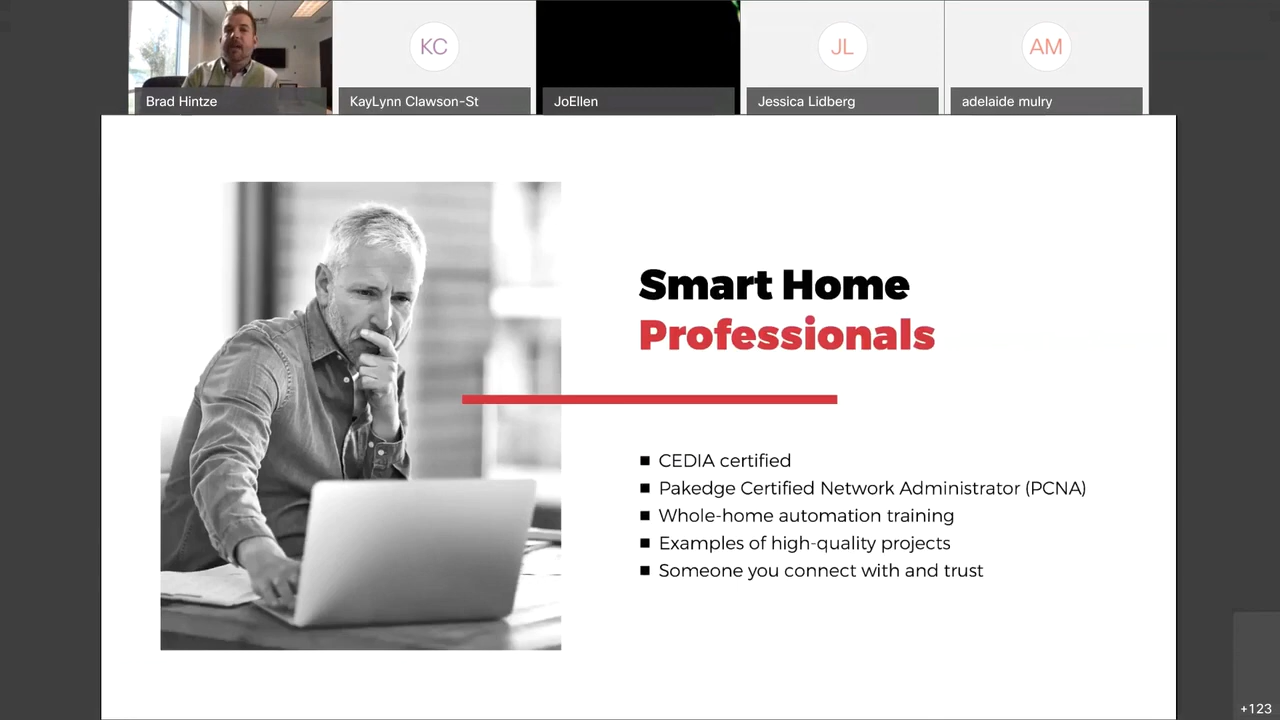 Brad Hintze
KC
KayLynn Clawson-St
JoEllen
JL
Jessica Lidberg
AM
adelaide mulry
Smart Home
Professionals
■ CEDIA certified
■ Pakedge Certified Network Administrator (PCNA)
■ Whole-home automation training
■ Examples of high-quality projects
■ Someone you connect with and trust
+123